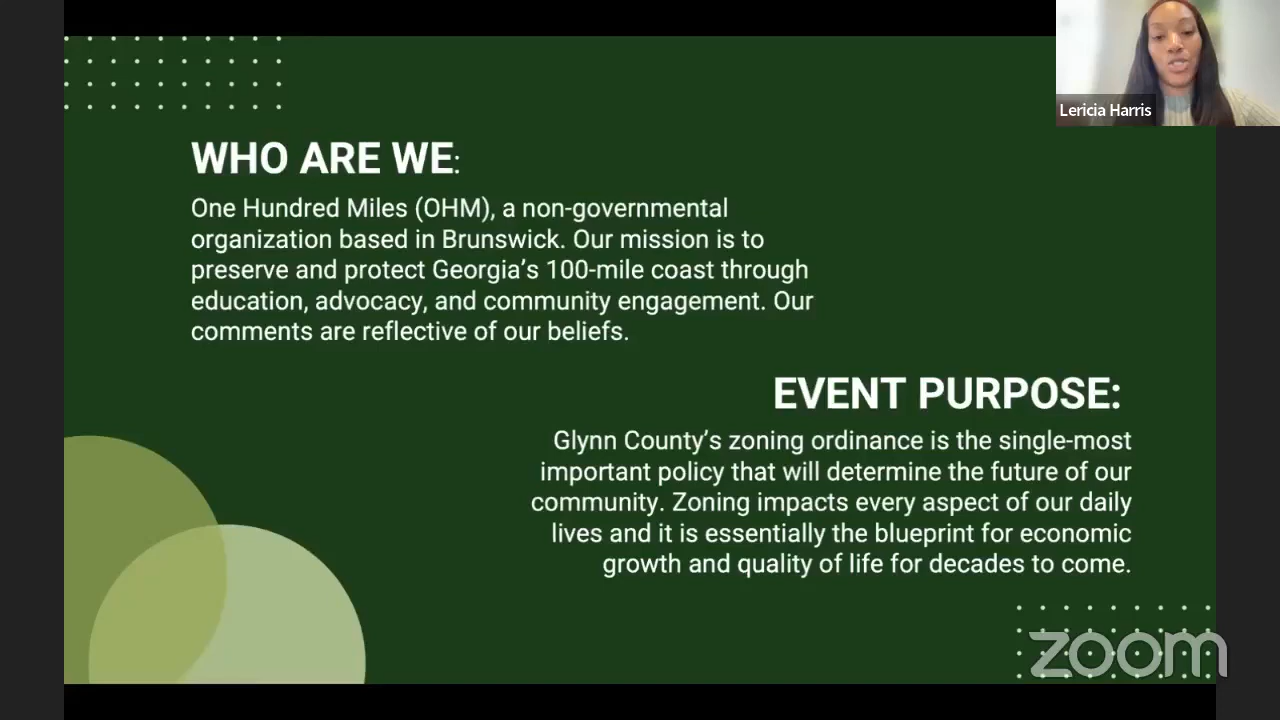 Lericia Harris
WHO ARE WE:
One Hundred Miles (OHM), a non-governmental
organization based in Brunswick. Our mission is to
preserve and protect Georgia’s 100-mile coast through
education, advocacy, and community engagement. Our
comments are reflective of our beliefs.
EVENT PURPOSE:
Glynn County’s zoning ordinance is the single-most
important policy that will determine the future of our
community. Zoning impacts every aspect of our daily
lives and it is essentially the blueprint for economic
growth and quality of life for decades to come.
zoom